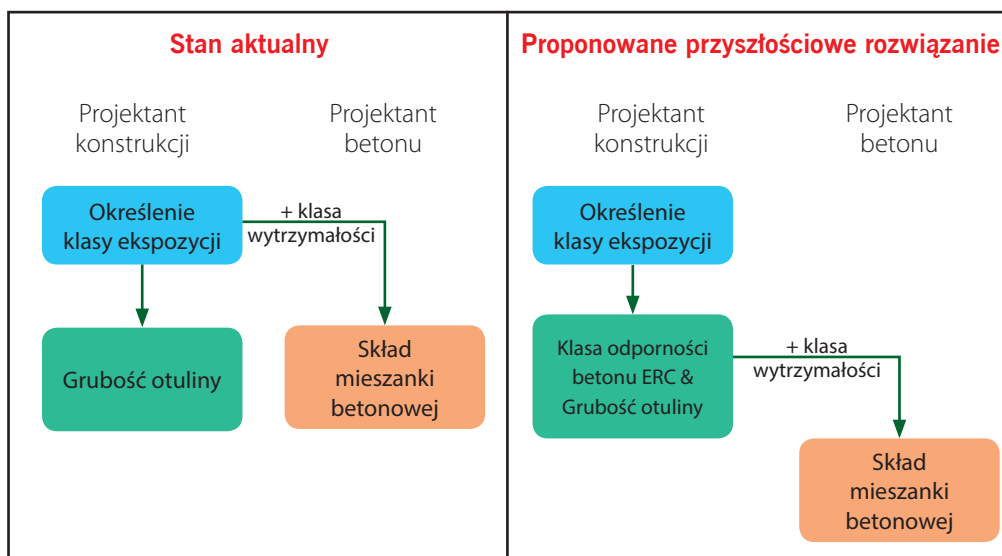 Stan aktualny
Projektant
konstrukcji
Projektant
betonu
Określenie
klasy ekspozycji
+ klasa
wytrzymałości
Grubość otuliny
Skład
mieszanki
betonowej
Proponowane przyszłościowe rozwiązanie
Projektant
konstrukcji
Projektant
betonu
Określenie
klasy ekspozycji
Klasa odporności
betonu ERC &
Grubość otuliny
+ klasa
wytrzymałości
Skład
mieszanki
betonowej